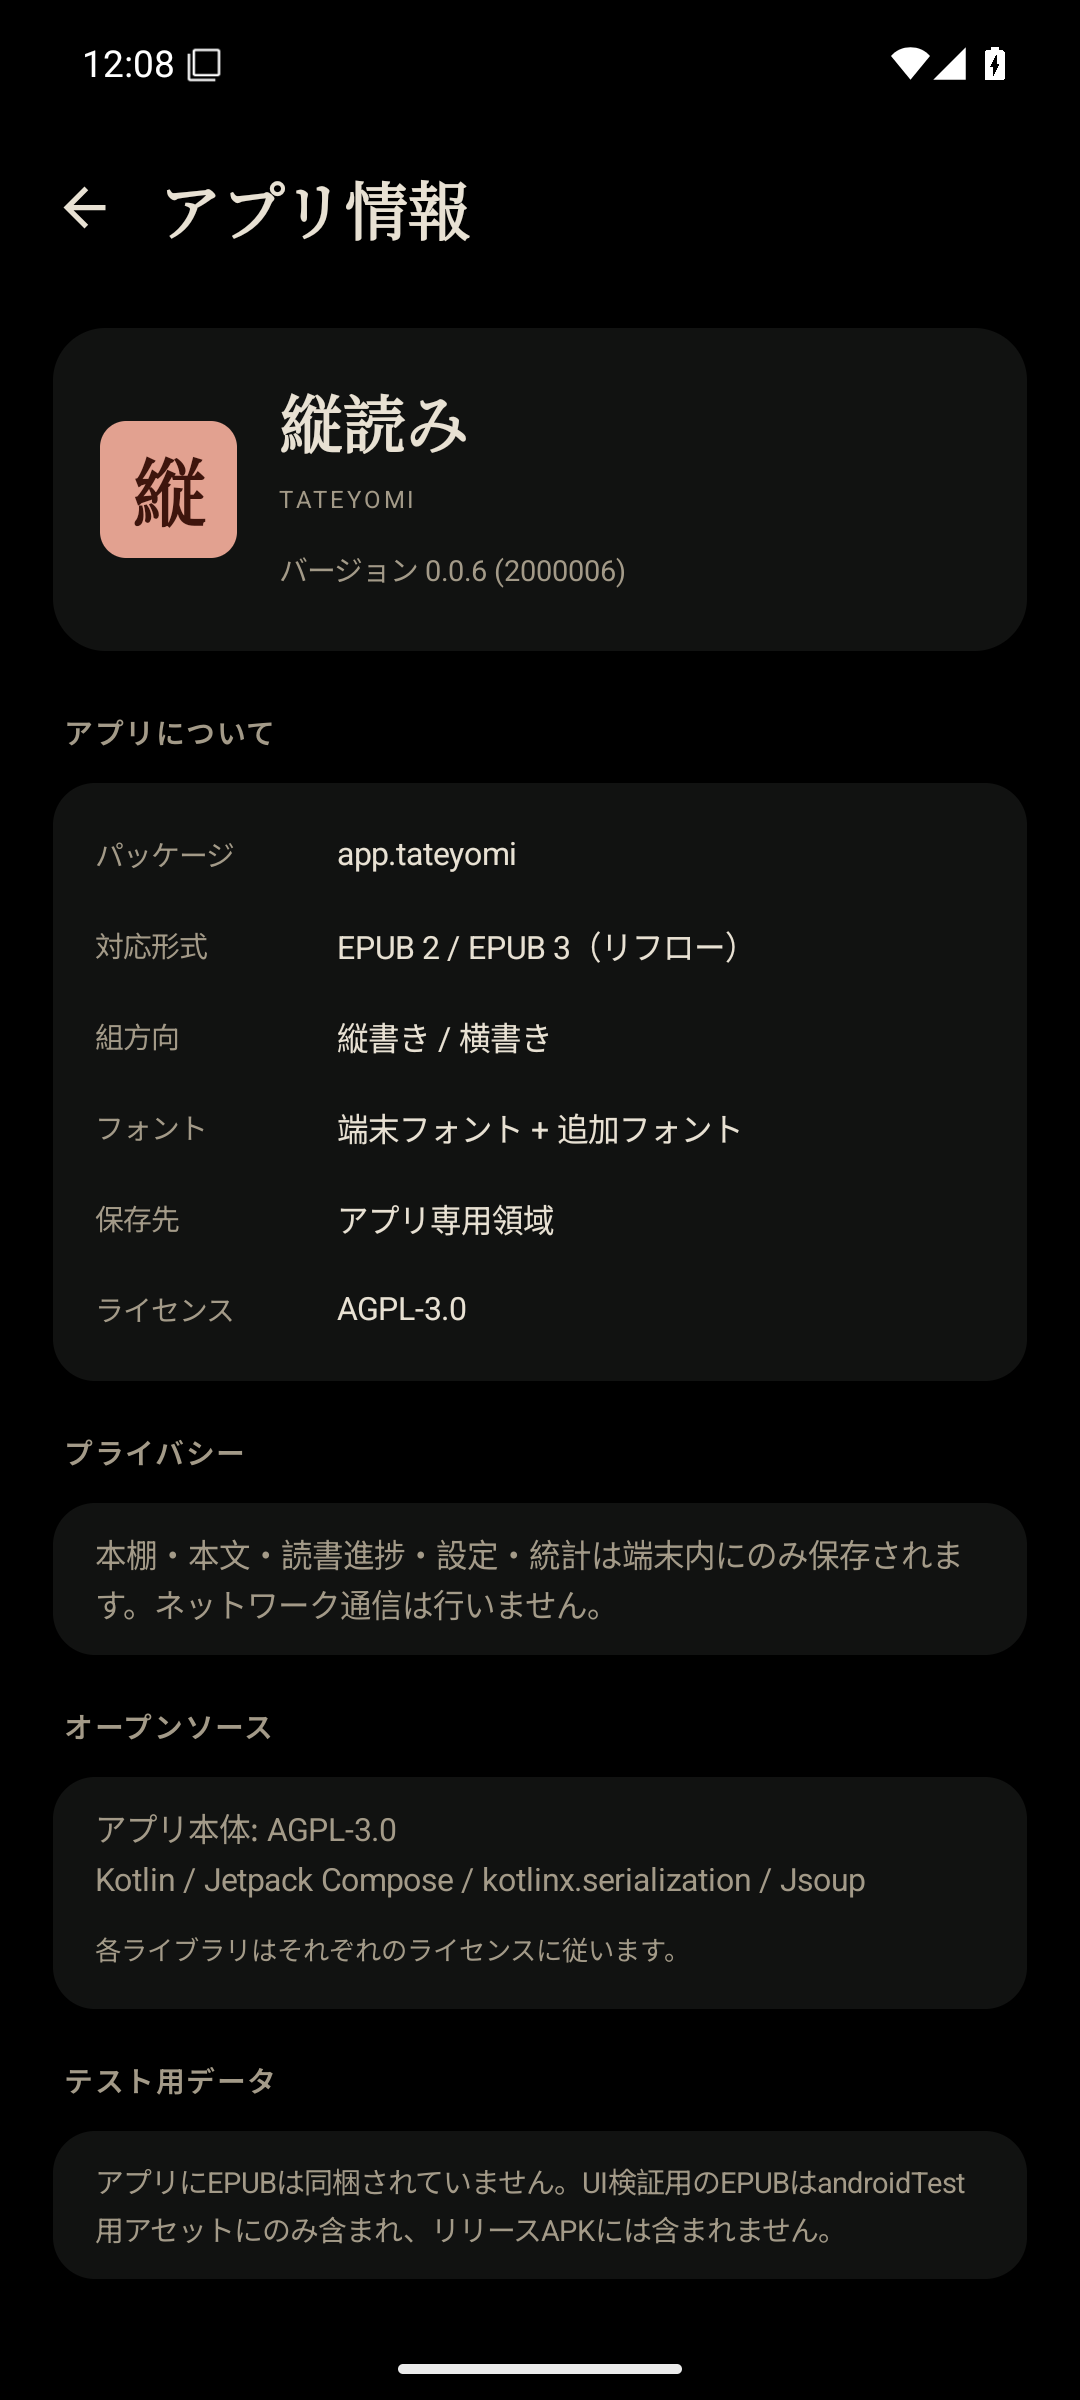 12:08
アプリ情報
縦
縦読み
TATEYOMI
バージョン 0.0.6 (2000006)
アプリについて
パッケージ app.tateyomi
対応形式 EPUB 2 / EPUB 3（リフロー）
組方向 縦書き / 横書き
フォント 端末フォント + 追加フォント
保存先 アプリ専用領域
ライセンス AGPL-3.0
プライバシー
本棚・本文・読書進捗・設定・統計は端末内にのみ保存されま
す。ネットワーク通信は行いません。
オープンソース
アプリ本体: AGPL-3.0
Kotlin / Jetpack Compose / kotlinx.serialization / Jsoup
各ライブラリはそれぞれのライセンスに従います。
テスト用データ
アプリにEPUBは同梱されていません。UI検証用のEPUBはandroidTest
用アセットにのみ含まれ、リリースAPKには含まれません。